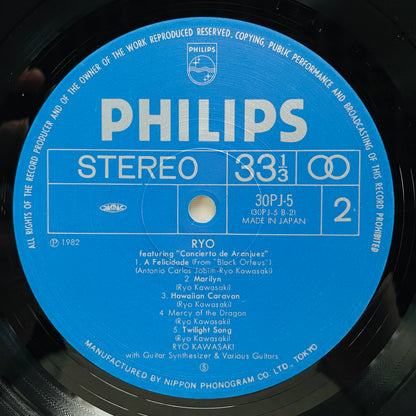 ALL RIGHTS OF THE RECORD PRODUCER AND OF THE OWNER OF THE WORK REPRODUCED RESERVED. COPYING, PUBLIC PERFORMANCE AND BROADCASTING OF THIS RECORD PROHIBITED
PHILIPS
PHILIPS
STEREO 33 1/3
30PJ-5
(30PJ-5 B-2)
MADE IN JAPAN
2
Ⓟ 1982
RYO
featuring "Concierto de Aranjuez"
1. A Felicidade (From "Black Orfeus")
(Antonio Carlos Jobim-Ryo Kawasaki)
2. Marilyn
(Ryo Kawasaki)
3. Hawaiian Caravan
(Ryo Kawasaki)
4. Mercy of the Dragon
(Ryo Kawasaki)
5. Twilight Song
(Ryo Kawasaki)
RYO KAWASAKI
with Guitar Synthesizer & Various Guitars
Ⓢ
MANUFACTURED BY NIPPON PHONOGRAM CO. LTD., TOKYO